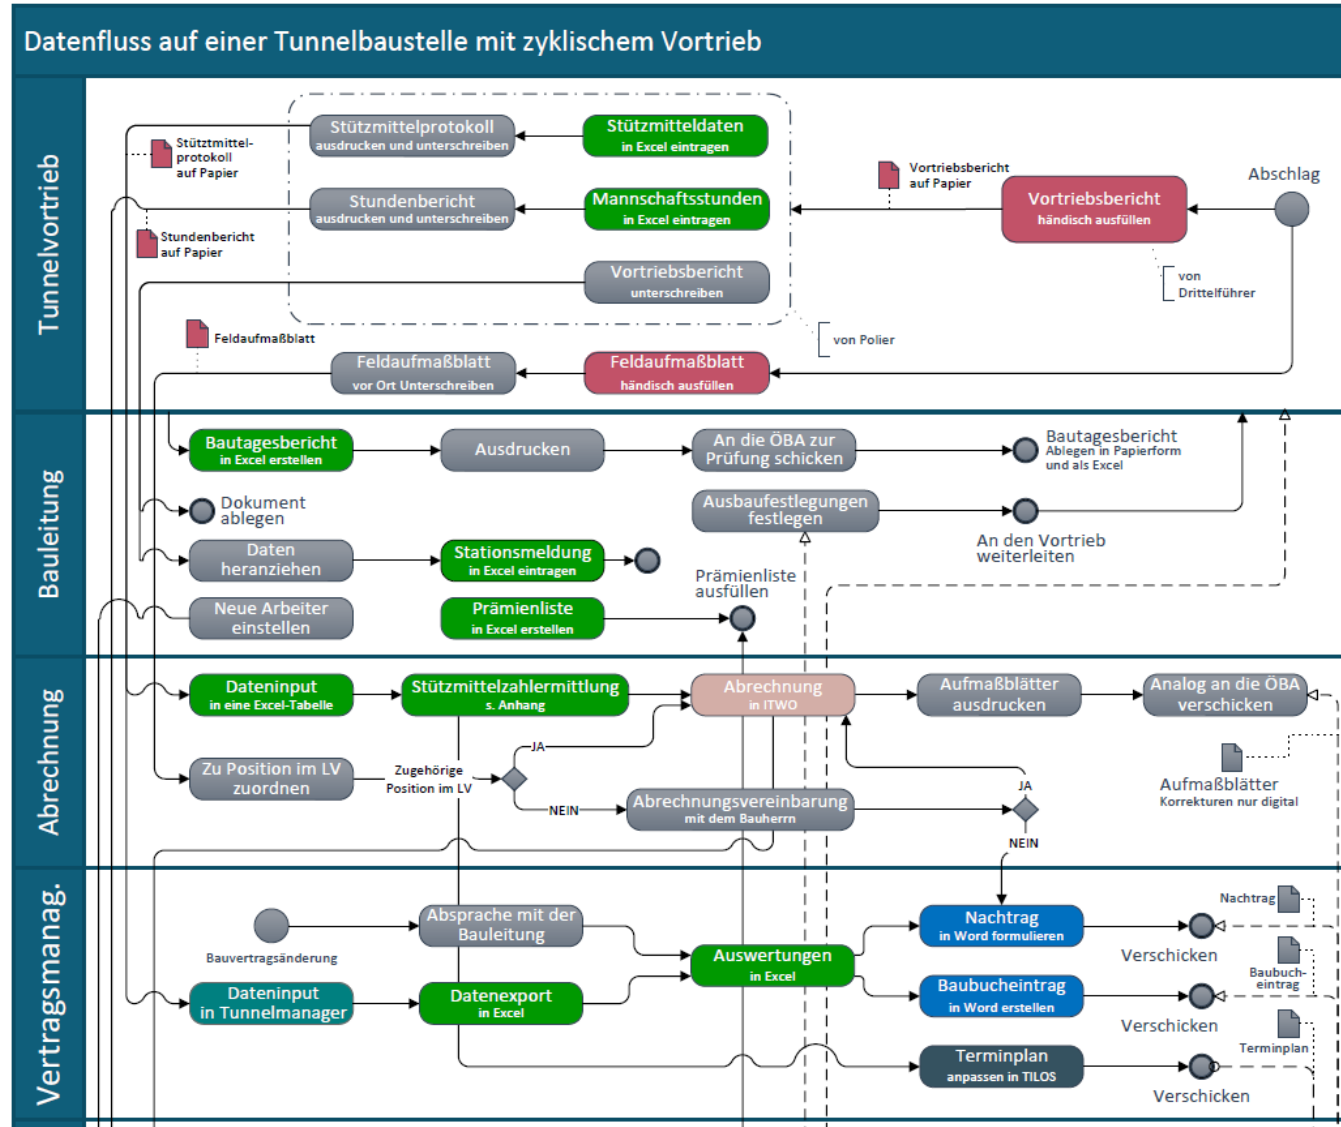 Datenfluss auf einer Tunnelbaustelle mit zyklischem Vortrieb
Tunnelvortrieb
Stützmittelprotokoll
ausdrucken und unterschreiben
Stützmitteldaten
in Excel eintragen
Stütztmittel-
protokoll
auf Papier
Stundenbericht
ausdrucken und unterschreiben
Mannschaftsstunden
in Excel eintragen
Vortriebsbericht
auf Papier
Vortriebsbericht
händisch ausfüllen
Abschlag
Stundenbericht
auf Papier
Vortriebsbericht
unterschreiben
von
Drittelführer
von Polier
Feldaufmaßblatt
Feldaufmaßblatt
vor Ort Unterschreiben
Feldaufmaßblatt
händisch ausfüllen
Bauleitung
Bautagesbericht
in Excel erstellen
Ausdrucken
An die ÖBA zur
Prüfung schicken
Bautagesbericht
Ablegen in Papierform
und als Excel
Dokument
ablegen
Ausbaufestlegungen
festlegen
An den Vortrieb
weiterleiten
Daten
heranziehen
Stationsmeldung
in Excel eintragen
Prämienliste
ausfüllen
Neue Arbeiter
einstellen
Prämienliste
in Excel erstellen
Abrechnung
Dateninput
in eine Excel-Tabelle
Stützmittelzahlermittlung
s. Anhang
Abrechnung
in ITWO
Aufmaßblätter
ausdrucken
Analog an die ÖBA
verschicken
JA
Zu Position im LV
zuordnen
Zugehörige
Position im LV
NEIN
Abrechnungsvereinbarung
mit dem Bauherrn
JA
NEIN
Aufmaßblätter
Korrekturen nur digital
Vertragsmanag.
Bauvertragsänderung
Absprache mit der
Bauleitung
Auswertungen
in Excel
Nachtrag
in Word formulieren
Nachtrag
Verschicken
Dateninput
in Tunnelmanager
Datenexport
in Excel
Baubucheintrag
in Word erstellen
Baubuch-
eintrag
Verschicken
Terminplan
anpassen in TILOS
Terminplan
Verschicken